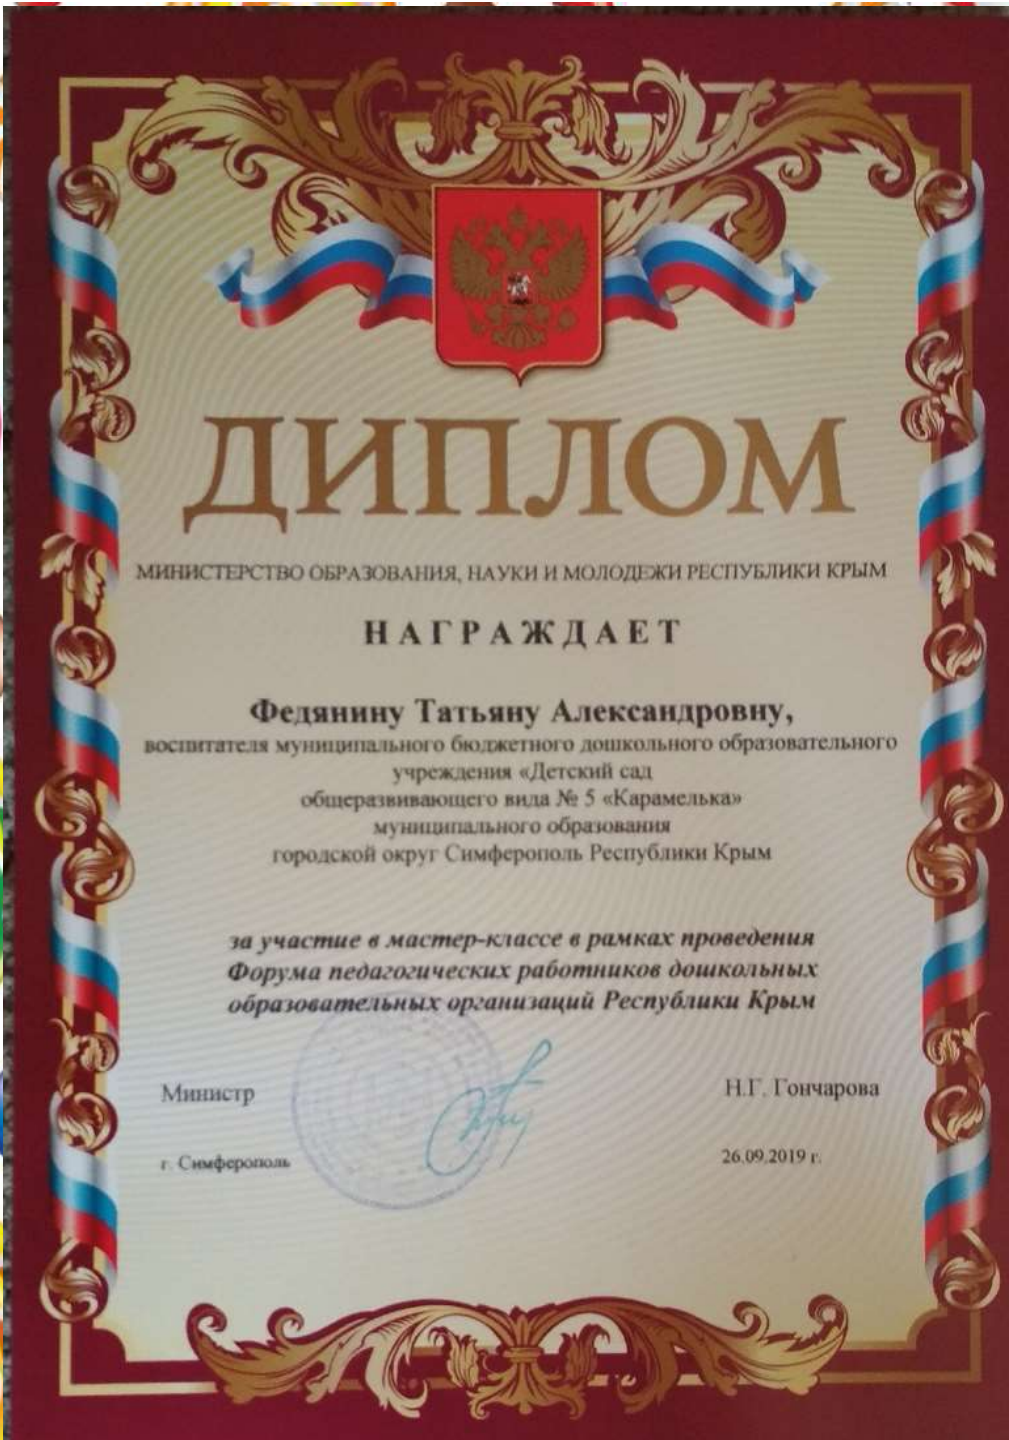 ДИПЛОМ
МИНИСТЕРСТВО ОБРАЗОВАНИЯ, НАУКИ И МОЛОДЕЖИ РЕСПУБЛИКИ КРЫМ
НАГРАЖДАЕТ
Федянину Татьяну Александровну,
воспитателя муниципального бюджетного дошкольного образовательного
учреждения «Детский сад
общеразвивающего вида № 5 «Карамелька»
муниципального образования
городской округ Симферополь Республики Крым
за участие в мастер-классе в рамках проведения
Форума педагогических работников дошкольных
образовательных организаций Республики Крым
Министр
Н.Г. Гончарова
г. Симферополь
26.09.2019 г.